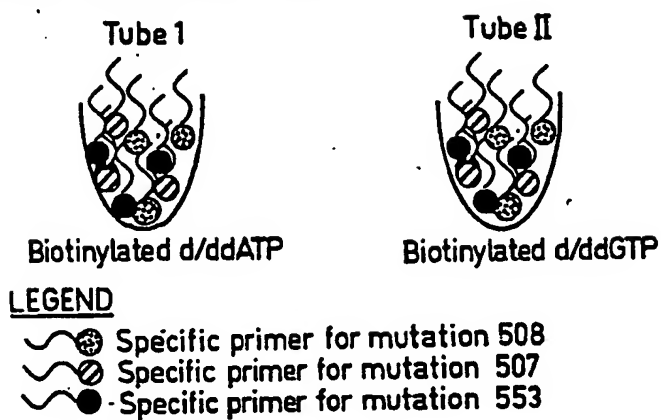 Tube 1
Tube II
Biotinylated d/ddATP
Biotinylated d/ddGTP
LEGEND
Specific primer for mutation 508
Specific primer for mutation 507
Specific primer for mutation 553